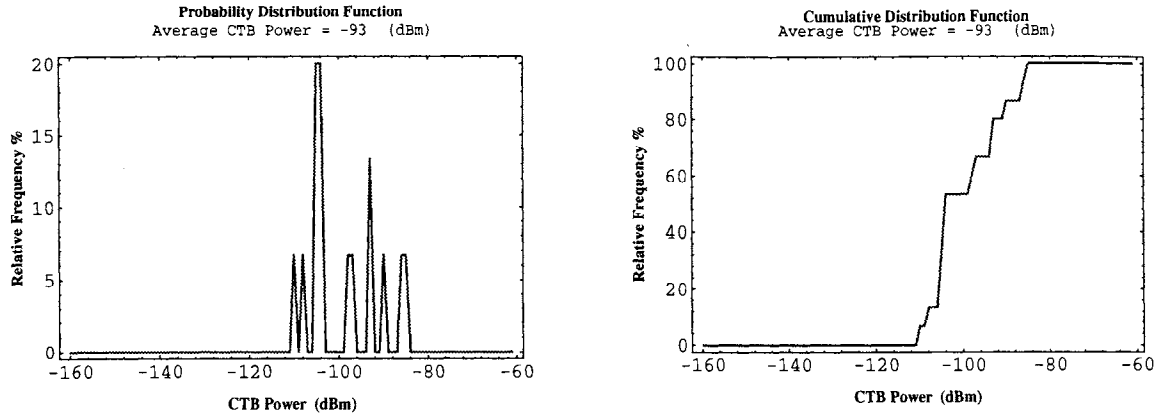 Probability Distribution Function
Average CTB Power = -93 (dBm)
20
15
10
5
0
Relative Frequency %
-160 -140 -120 -100 -80 -60
CTB Power (dBm)
Cumulative Distribution Function
Average CTB Power = -93 (dBm)
100
80
60
40
20
0
Relative Frequency %
-160 -140 -120 -100 -80 -60
CTB Power (dBm)